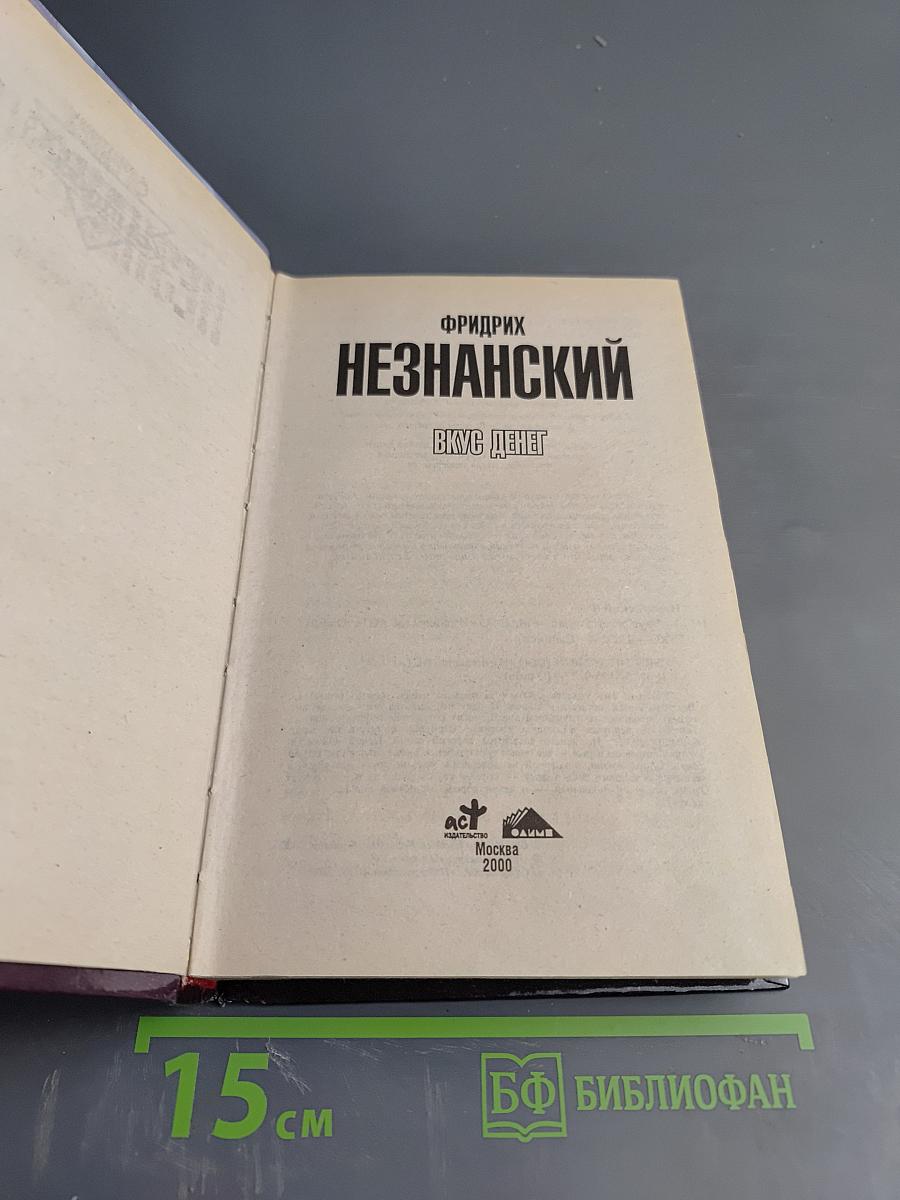 ФРИДРИХ
НЕЗНАНСКИЙ
ВКУС ДЕНЕГ
аст
ИЗДАТЕЛЬСТВО
ОЛИМП
Москва
2000
15 см
БФ БИБЛИОФАН